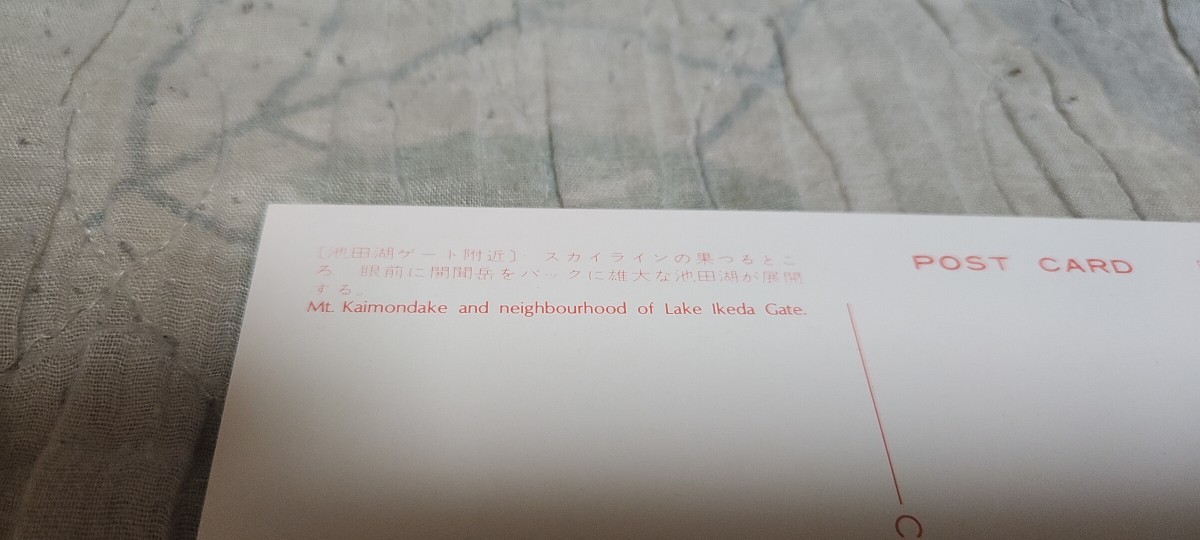 〔池田湖ゲート附近〕 スカイラインの果つるとこ
ろ 眼前に開聞岳をバックに雄大な池田湖が展開
する。
Mt. Kaimondake and neighbourhood of Lake Ikeda Gate.
POST CARD